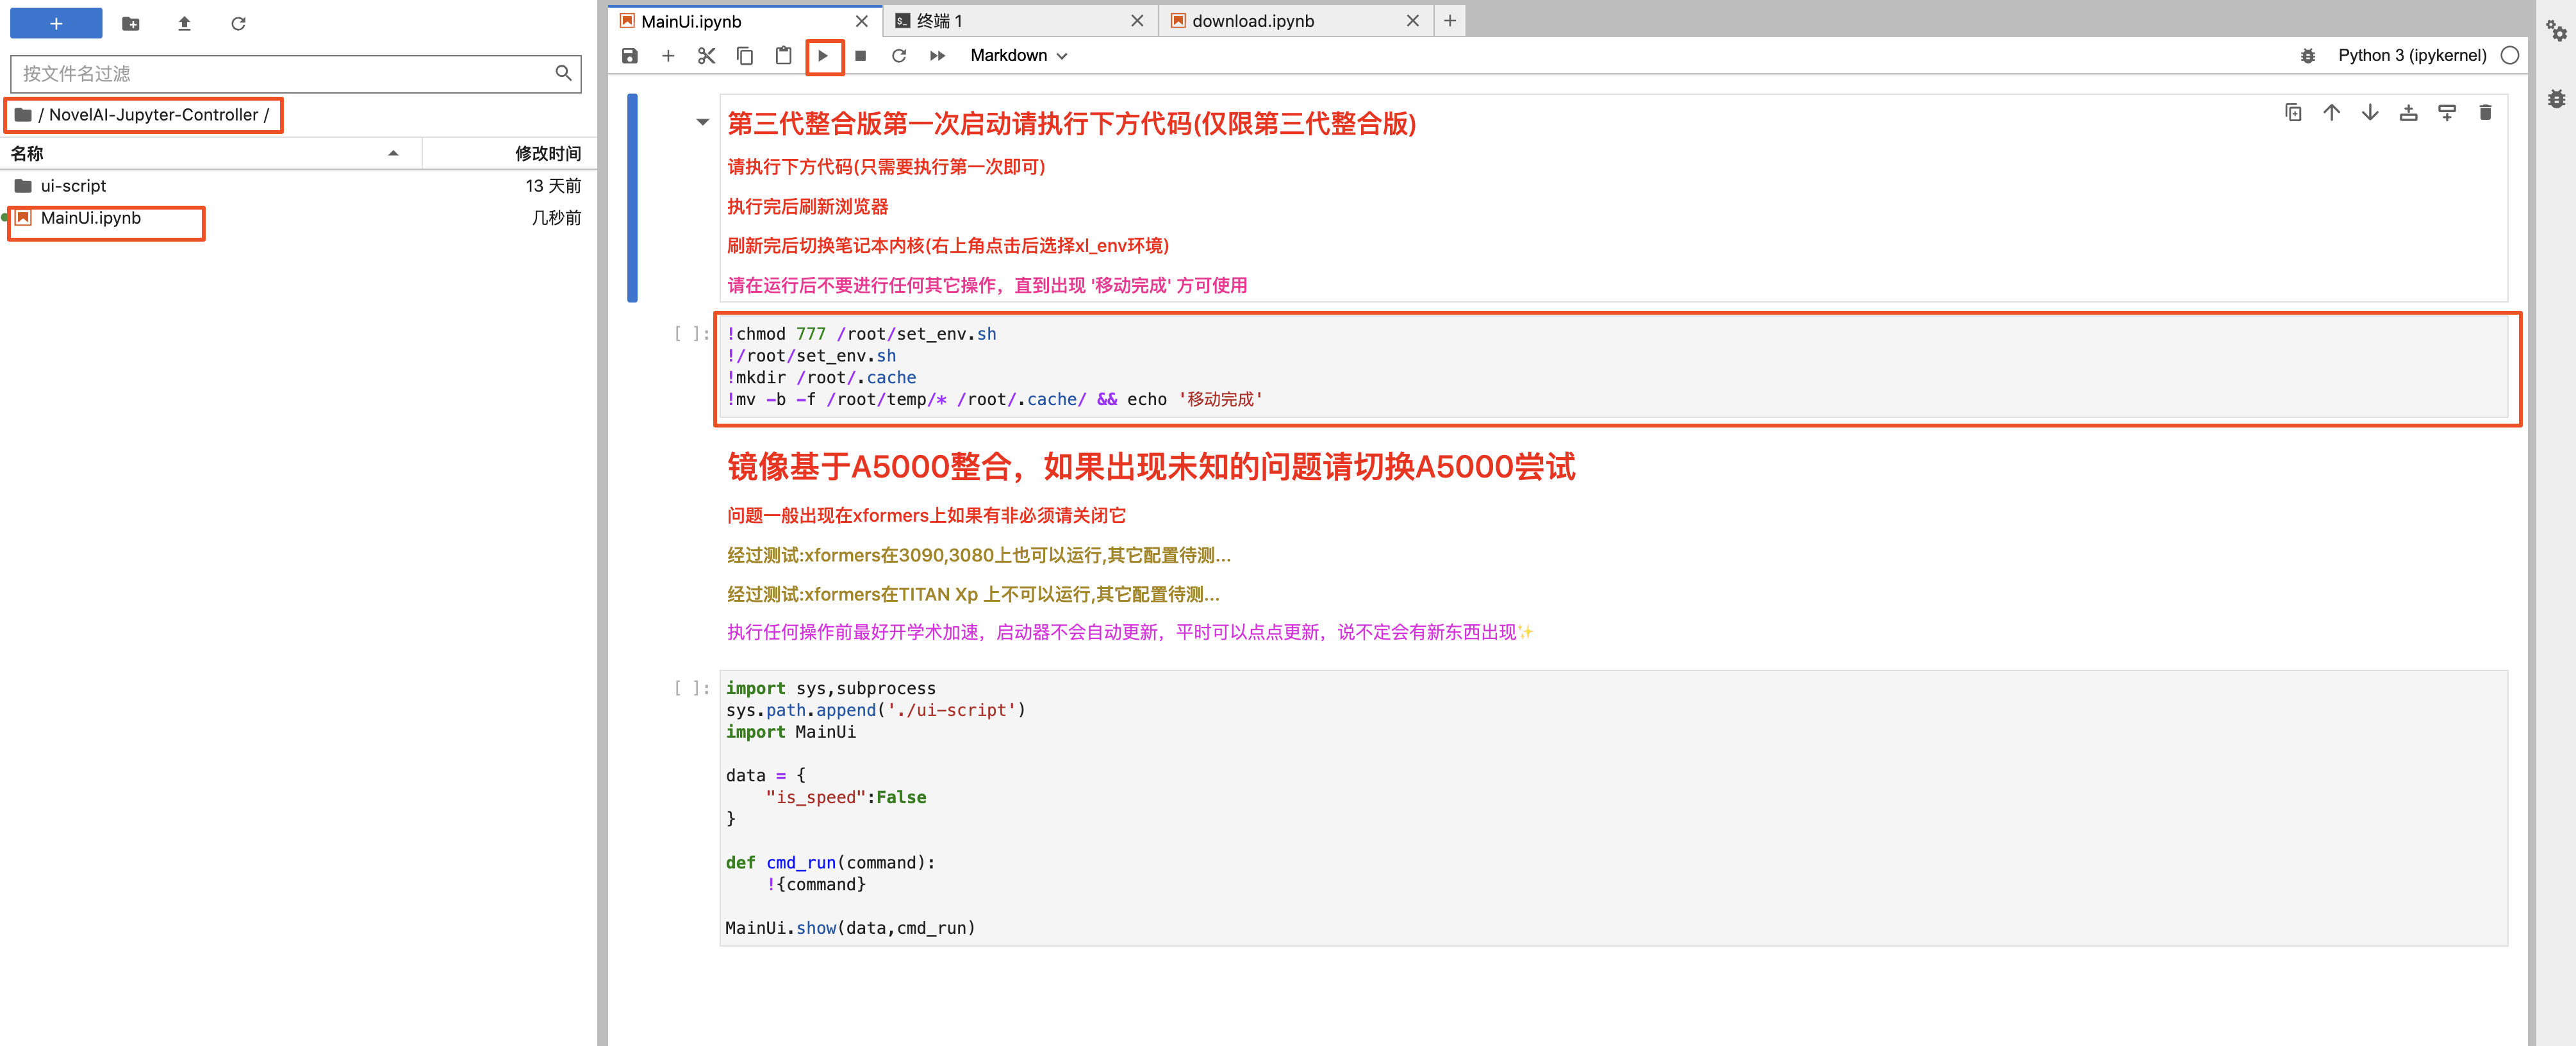 按文件名过滤
/ NovelAI-Jupyter-Controller /
名称 修改时间
ui-script 13 天前
MainUi.ipynb 几秒前
MainUi.ipynb 终端 1 download.ipynb
Markdown Python 3 (ipykernel)
第三代整合版第一次启动请执行下方代码(仅限第三代整合版)
请执行下方代码(只需要执行第一次即可)
执行完后刷新浏览器
刷新完后切换笔记本内核(右上角点击后选择xl_env环境)
请在运行后不要进行任何其它操作，直到出现 '移动完成' 方可使用
[ ]:
!chmod 777 /root/set_env.sh
!/root/set_env.sh
!mkdir /root/.cache
!mv -b -f /root/temp/* /root/.cache/ && echo '移动完成'
镜像基于A5000整合，如果出现未知的问题请切换A5000尝试
问题一般出现在xformers上如果有非必须请关闭它
经过测试:xformers在3090,3080上也可以运行,其它配置待测...
经过测试:xformers在TITAN Xp 上不可以运行,其它配置待测...
执行任何操作前最好开学术加速，启动器不会自动更新，平时可以点点更新，说不定会有新东西出现✨
[ ]:
import sys,subprocess
sys.path.append('./ui-script')
import MainUi
data = {
    "is_speed":False
}
def cmd_run(command):
    !{command}
MainUi.show(data,cmd_run)